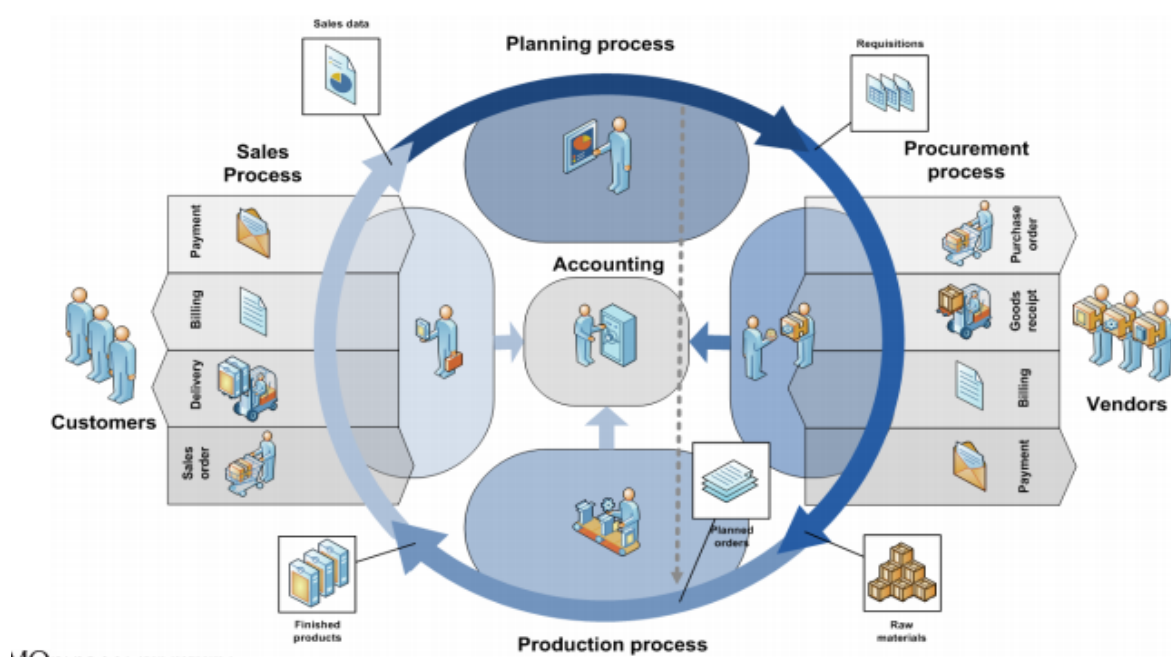 Sales data
Planning process
Requisitions
Sales
Process
Procurement
process
Payment
Billing
Delivery
Sales
order
Accounting
Purchase
order
Goods
receipt
Billing
Payment
Customers
Vendors
Planned
orders
Finished
products
Production process
Raw
materials